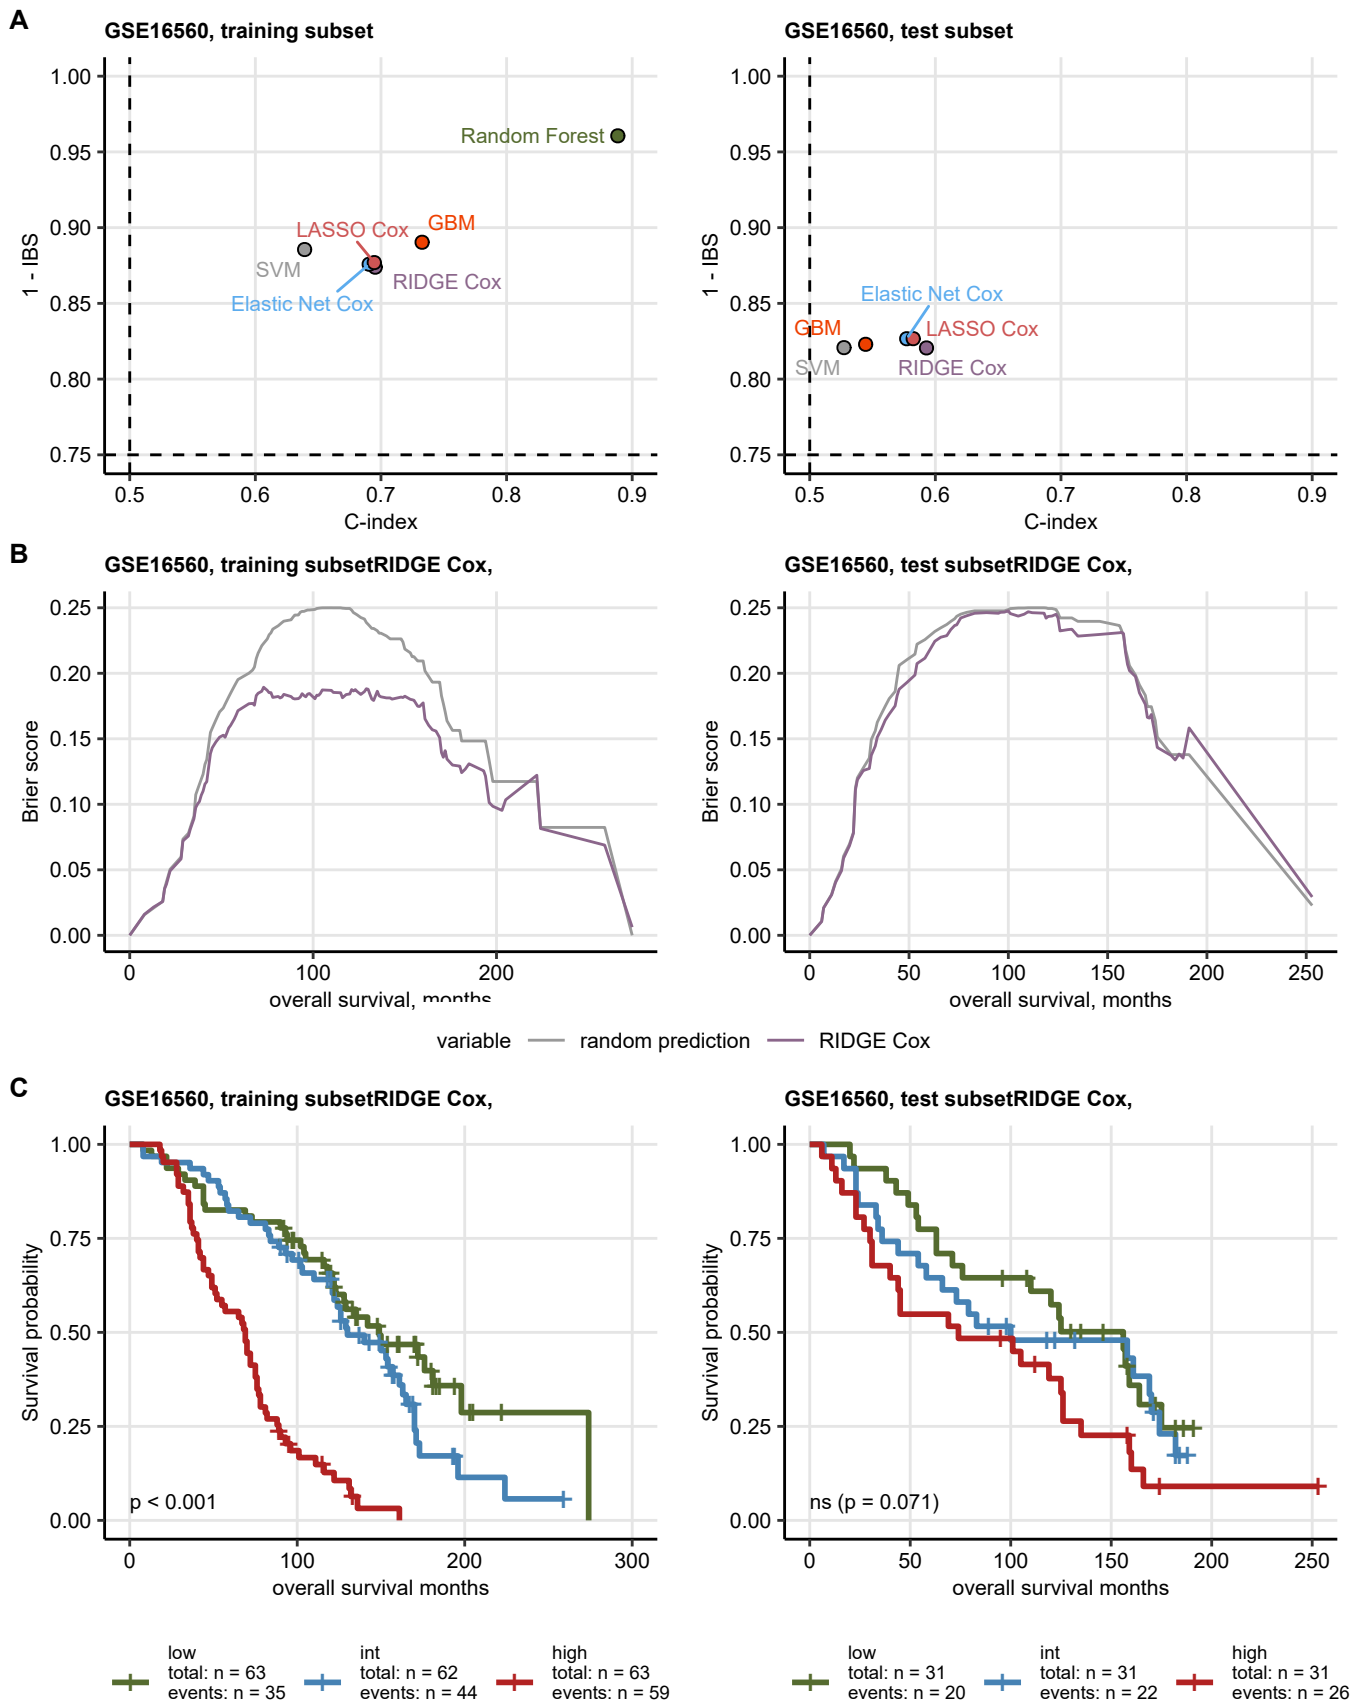 A
GSE16560, training subset
GSE16560, test subset
1.00
0.95
0.90
0.85
0.80
0.75
1 - IBS
Random Forest
GBM
LASSO Cox
SVM
RIDGE Cox
Elastic Net Cox
0.5
0.6
0.7
0.8
0.9
C-index
1.00
0.95
0.90
0.85
0.80
0.75
1 - IBS
Elastic Net Cox
GBM
LASSO Cox
SVM
RIDGE Cox
0.5
0.6
0.7
0.8
0.9
C-index
B
GSE16560, training subsetRIDGE Cox,
GSE16560, test subsetRIDGE Cox,
0.25
0.20
0.15
0.10
0.05
0.00
Brier score
0
100
200
overall survival, months
0.25
0.20
0.15
0.10
0.05
0.00
Brier score
0
50
100
150
200
250
overall survival, months
variable
random prediction
RIDGE Cox
C
GSE16560, training subsetRIDGE Cox,
GSE16560, test subsetRIDGE Cox,
1.00
0.75
0.50
0.25
0.00
Survival probability
p < 0.001
0
100
200
300
overall survival months
1.00
0.75
0.50
0.25
0.00
Survival probability
ns (p = 0.071)
0
50
100
150
200
250
overall survival months
low
total: n = 63
events: n = 35
int
total: n = 62
events: n = 44
high
total: n = 63
events: n = 59
low
total: n = 31
events: n = 20
int
total: n = 31
events: n = 22
high
total: n = 31
events: n = 26